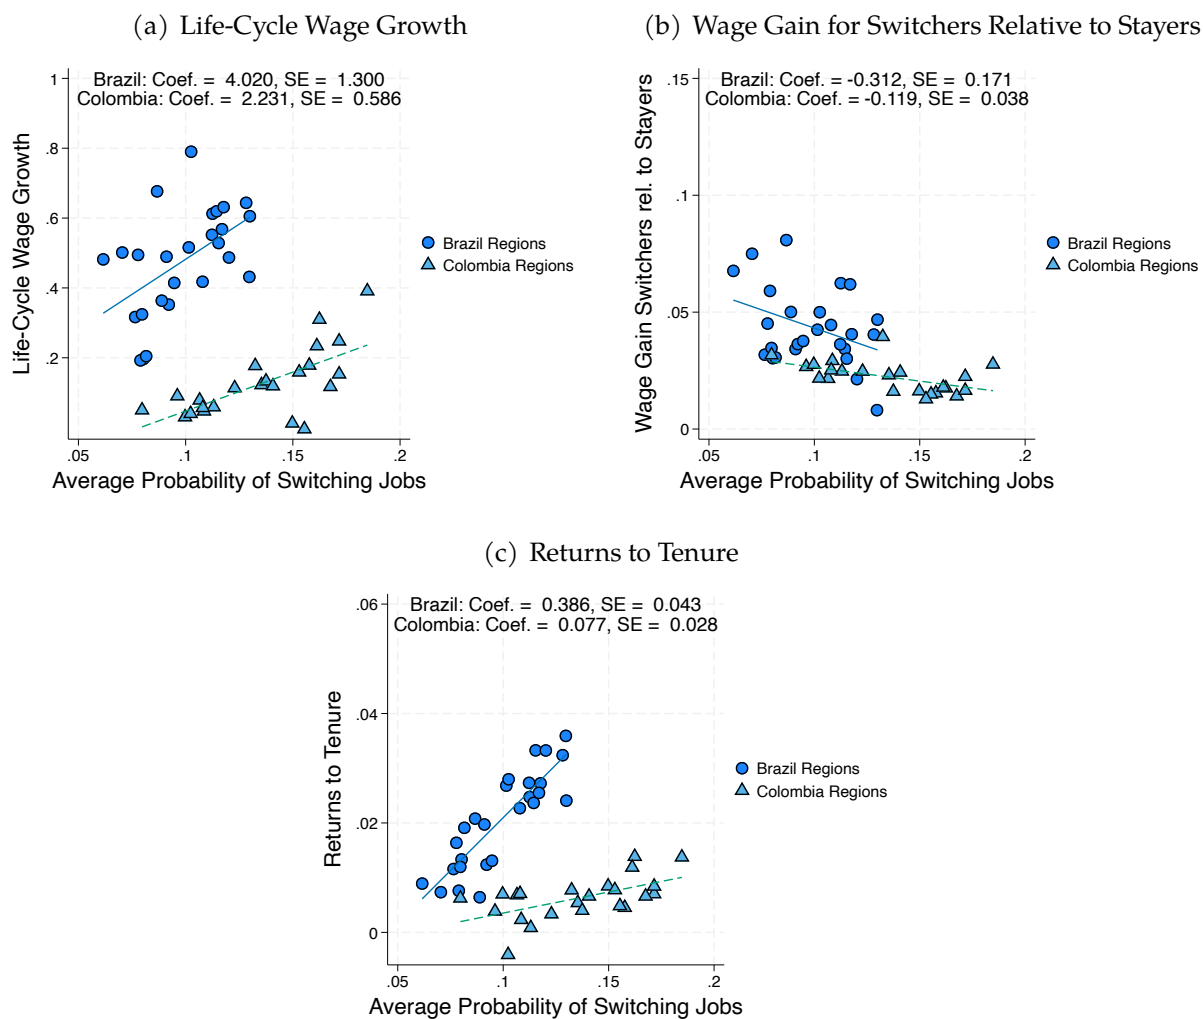 (a) Life-Cycle Wage Growth
Brazil: Coef. = 4.020, SE = 1.300
Colombia: Coef. = 2.231, SE = 0.586
Life-Cycle Wage Growth
1
.8
.6
.4
.2
.05
.1
.15
.2
Average Probability of Switching Jobs
Brazil Regions
Colombia Regions
(b) Wage Gain for Switchers Relative to Stayers
Brazil: Coef. = -0.312, SE = 0.171
Colombia: Coef. = -0.119, SE = 0.038
Wage Gain Switchers rel. to Stayers
.15
.1
.05
0
.05
.1
.15
.2
Average Probability of Switching Jobs
Brazil Regions
Colombia Regions
(c) Returns to Tenure
Brazil: Coef. = 0.386, SE = 0.043
Colombia: Coef. = 0.077, SE = 0.028
Returns to Tenure
.06
.04
.02
0
.05
.1
.15
.2
Average Probability of Switching Jobs
Brazil Regions
Colombia Regions